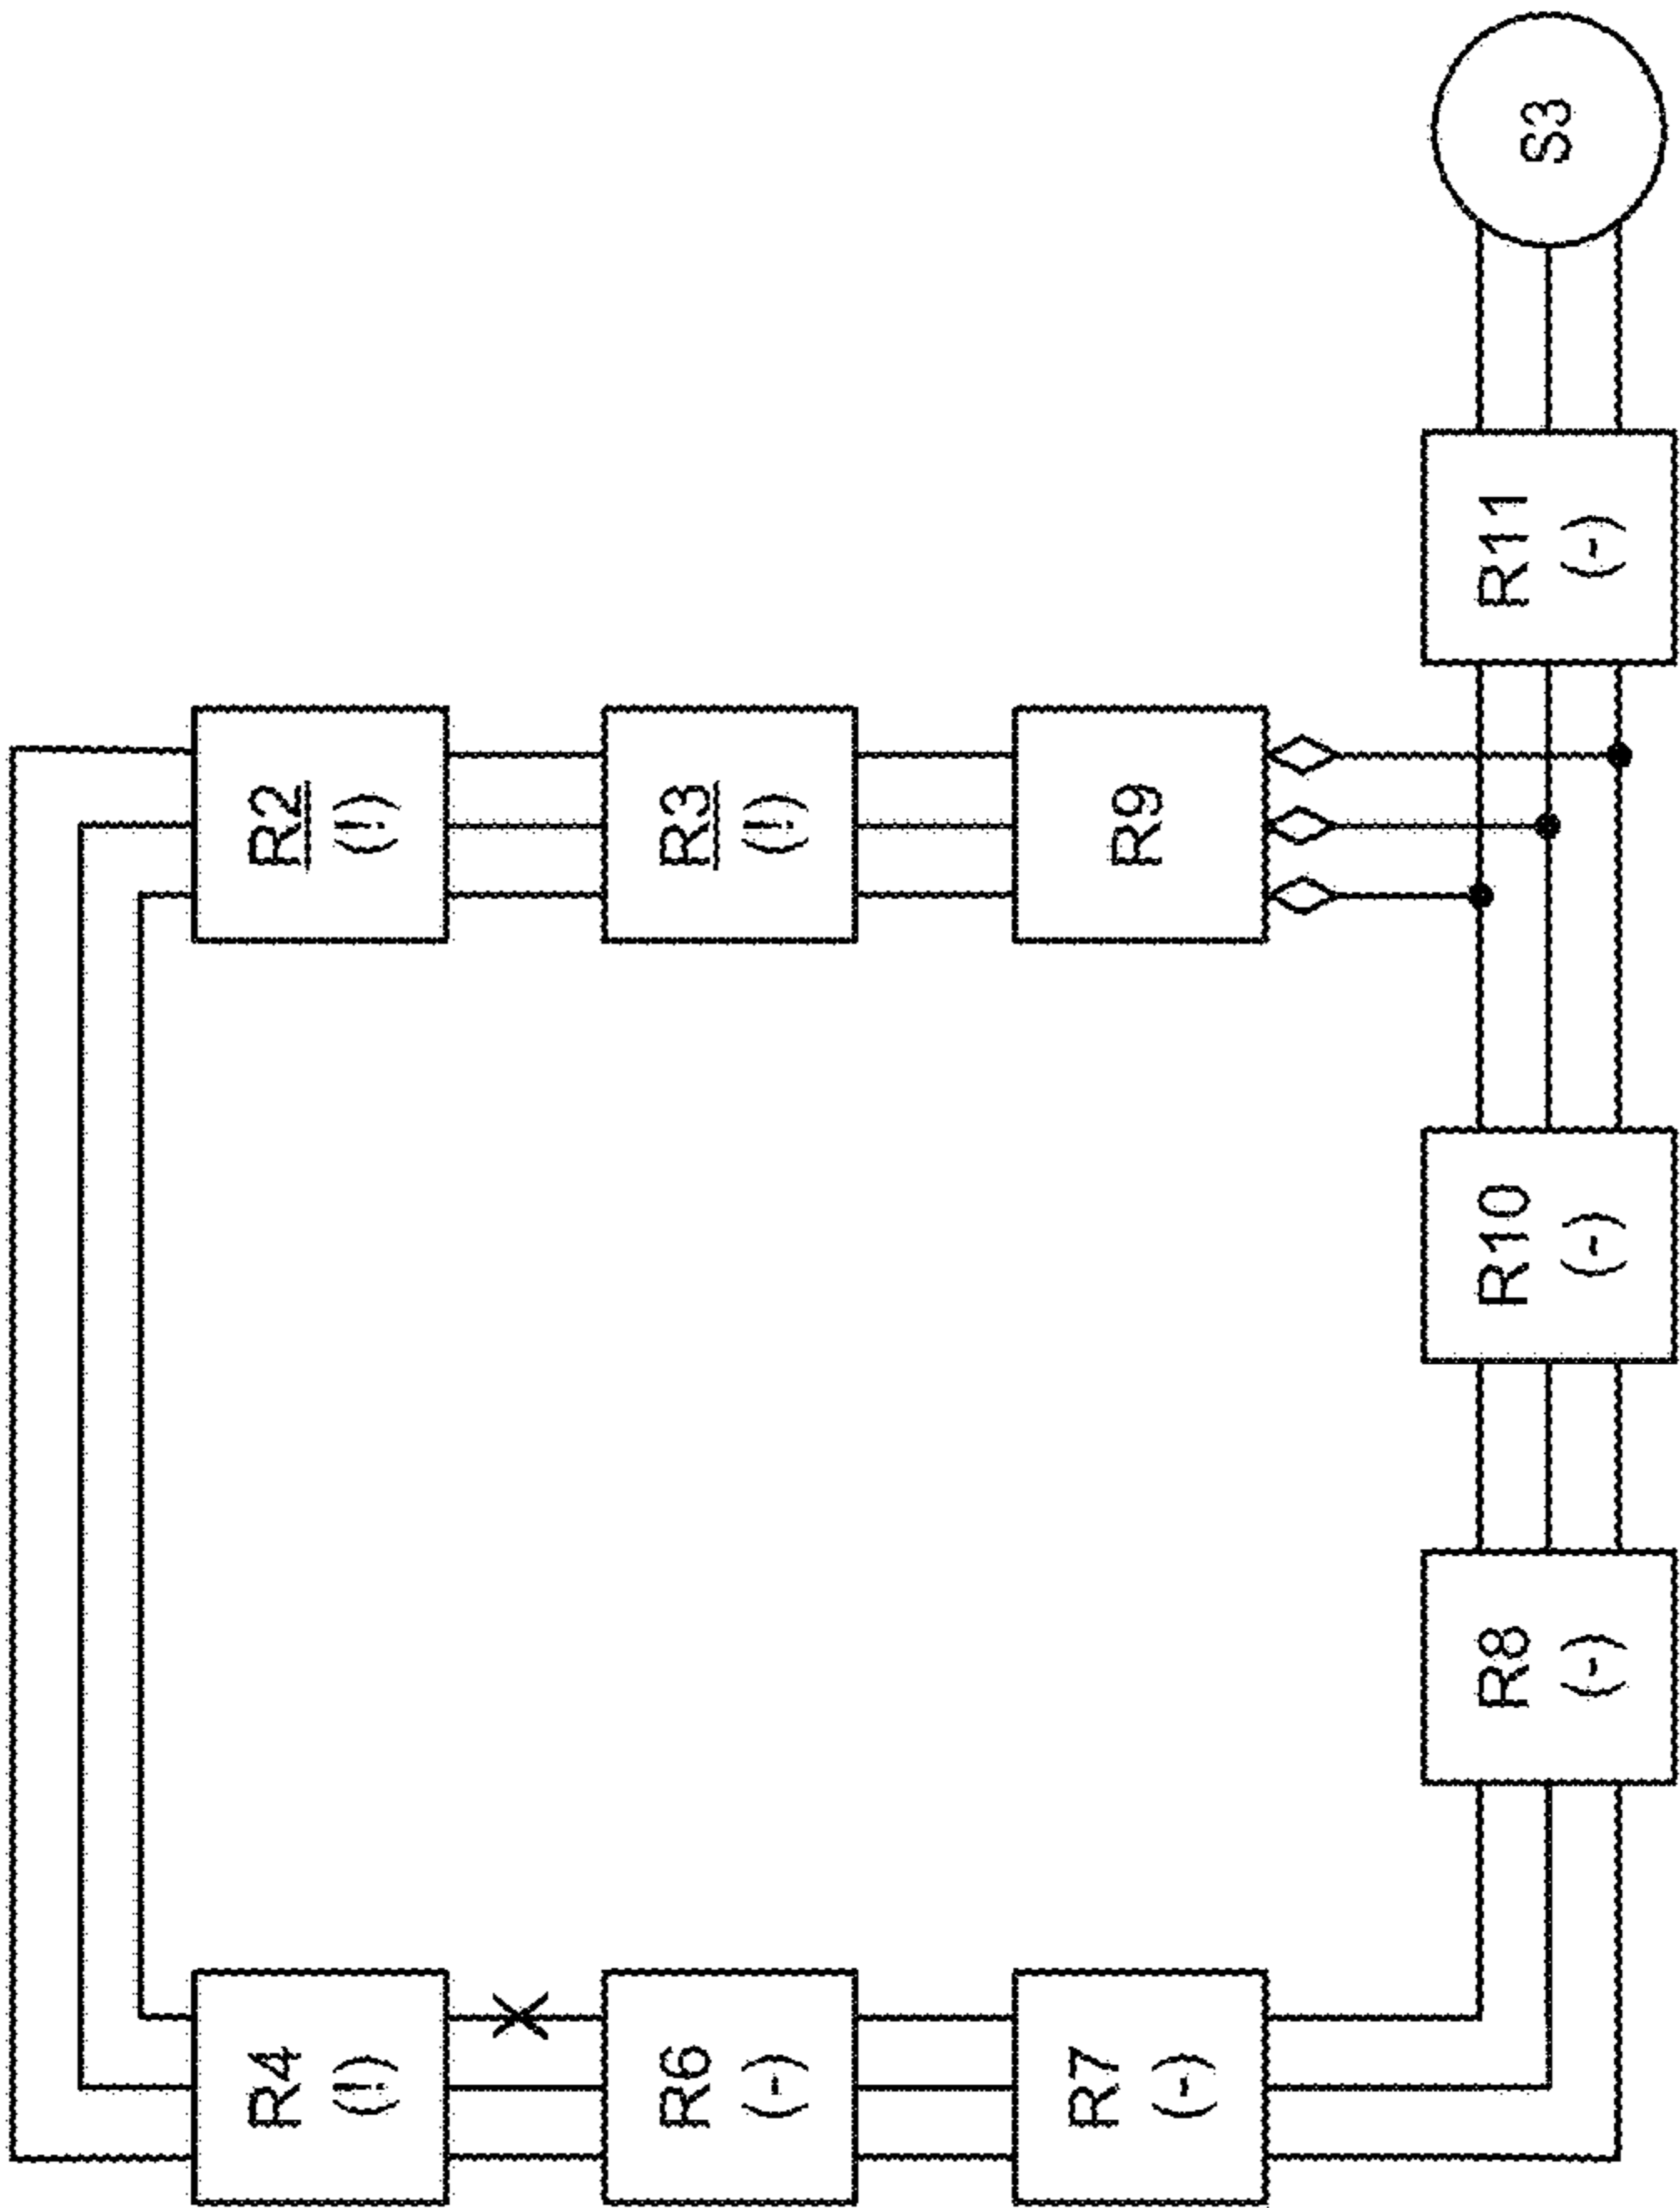 R4
(!)
R2
(!)
R6
(-)
R3
(!)
R7
(-)
R9
R8
(-)
R10
(-)
R11
(-)
S3